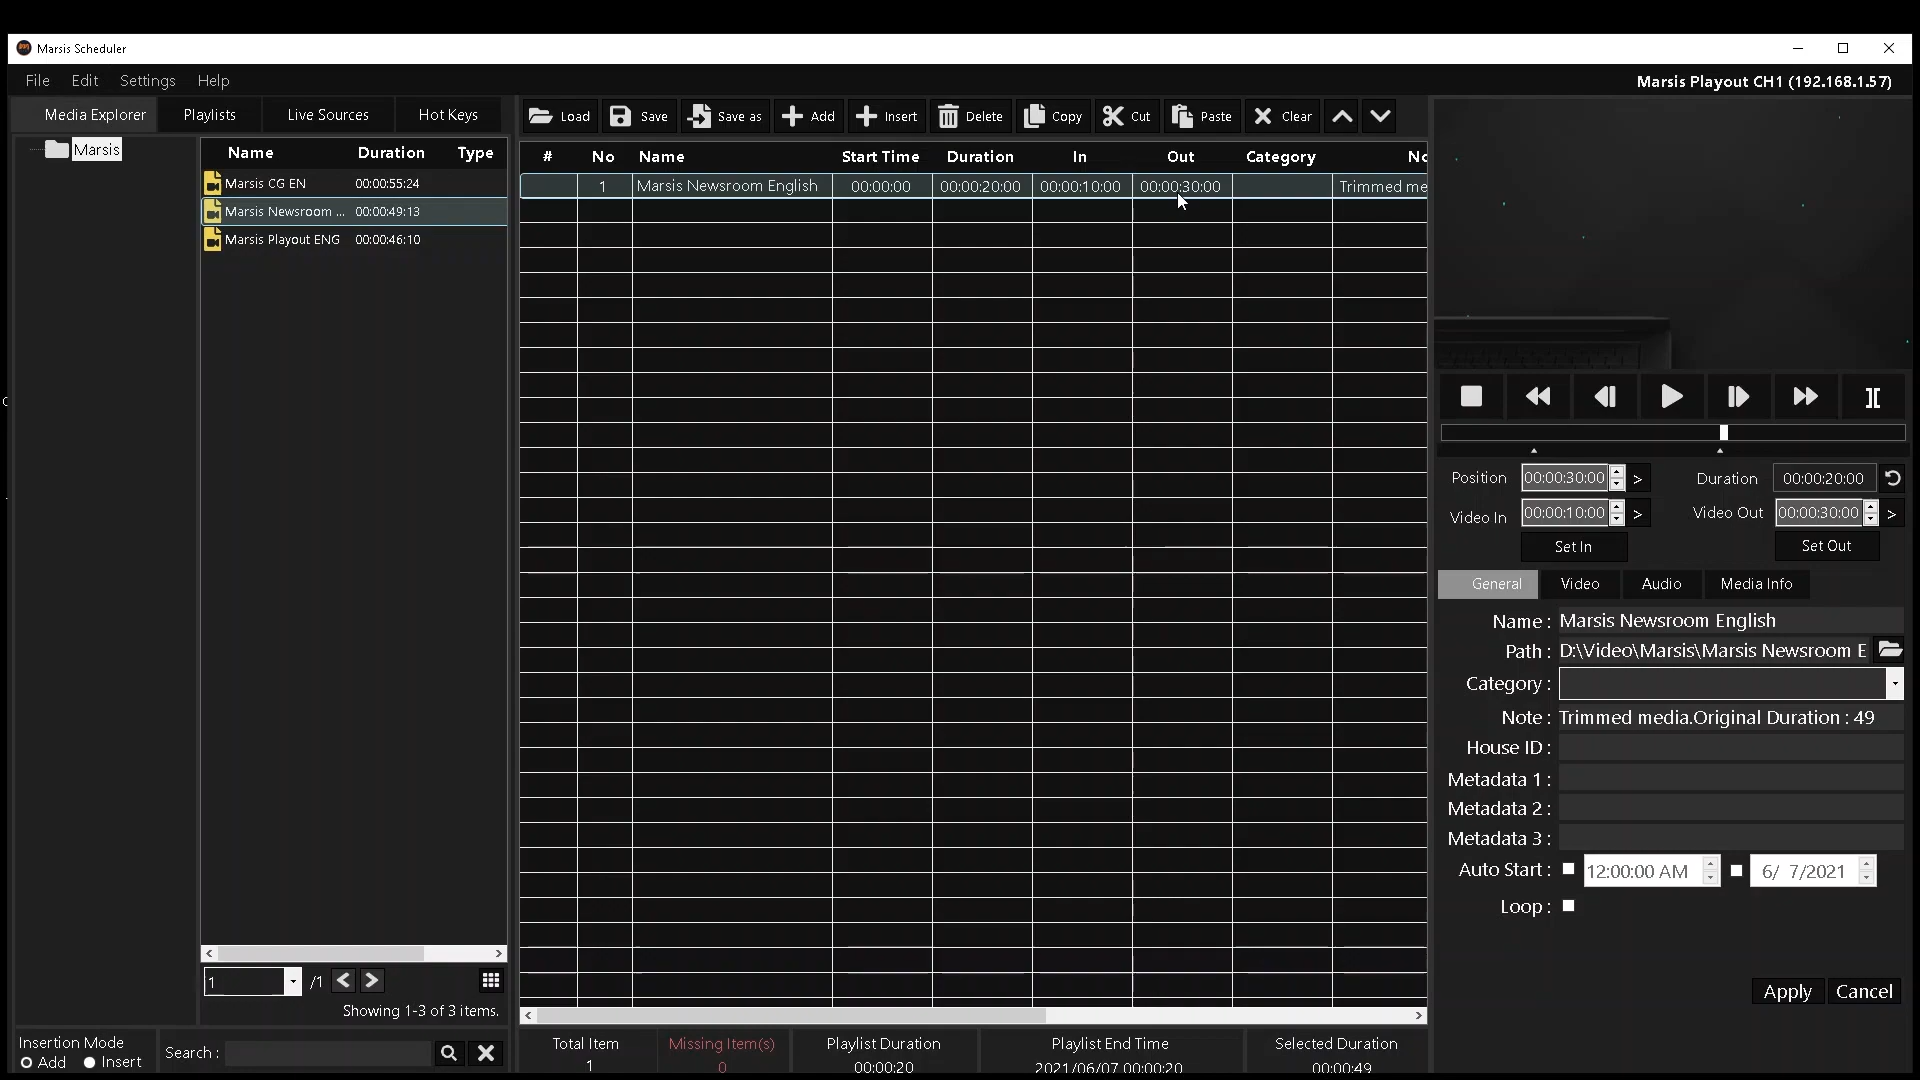 Marsis Scheduler
File Edit Settings Help
Marsis Playout CH1 (192.168.1.57)
Media Explorer Playlists Live Sources Hot Keys
Load Save Save as Add Insert Delete Copy Cut Paste Clear
Marsis
Name Duration Type
Marsis CG EN 00:00:55:24
Marsis Newsroom ... 00:00:49:13
Marsis Playout ENG 00:00:46:10
# No Name Start Time Duration In Out Category No
1 Marsis Newsroom English 00:00:00 00:00:20:00 00:00:10:00 00:00:30:00 Trimmed me
Position 00:00:30:00 > Duration 00:00:20:00
Video In 00:00:10:00 > Video Out 00:00:30:00 >
Set In Set Out
General Video Audio Media Info
Name : Marsis Newsroom English
Path : D:\Video\Marsis\Marsis Newsroom E
Category :
Note : Trimmed media.Original Duration : 49
House ID :
Metadata 1 :
Metadata 2 :
Metadata 3 :
Auto Start : 12:00:00 AM 6/ 7/2021
Loop :
Apply Cancel
1 /1
Showing 1-3 of 3 items.
Insertion Mode
Add Insert
Search :
Total Item
1
Missing Item(s)
0
Playlist Duration
00:00:20
Playlist End Time
2021/06/07 00:00:20
Selected Duration
00:00:49